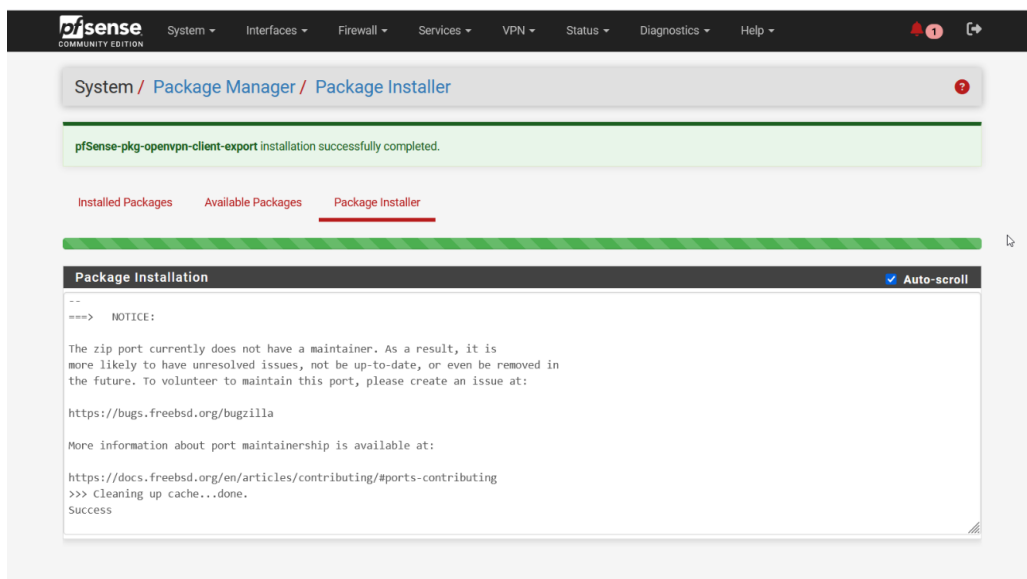 pfsense
COMMUNITY EDITION
System Interfaces Firewall Services VPN Status Diagnostics Help 1
System / Package Manager / Package Installer ?
pfSense-pkg-openvpn-client-export installation successfully completed.
Installed Packages Available Packages Package Installer
Package Installation Auto-scroll
--
===> NOTICE:
The zip port currently does not have a maintainer. As a result, it is
more likely to have unresolved issues, not be up-to-date, or even be removed in
the future. To volunteer to maintain this port, please create an issue at:
https://bugs.freebsd.org/bugzilla
More information about port maintainership is available at:
https://docs.freebsd.org/en/articles/contributing/#ports-contributing
>>> Cleaning up cache...done.
Success